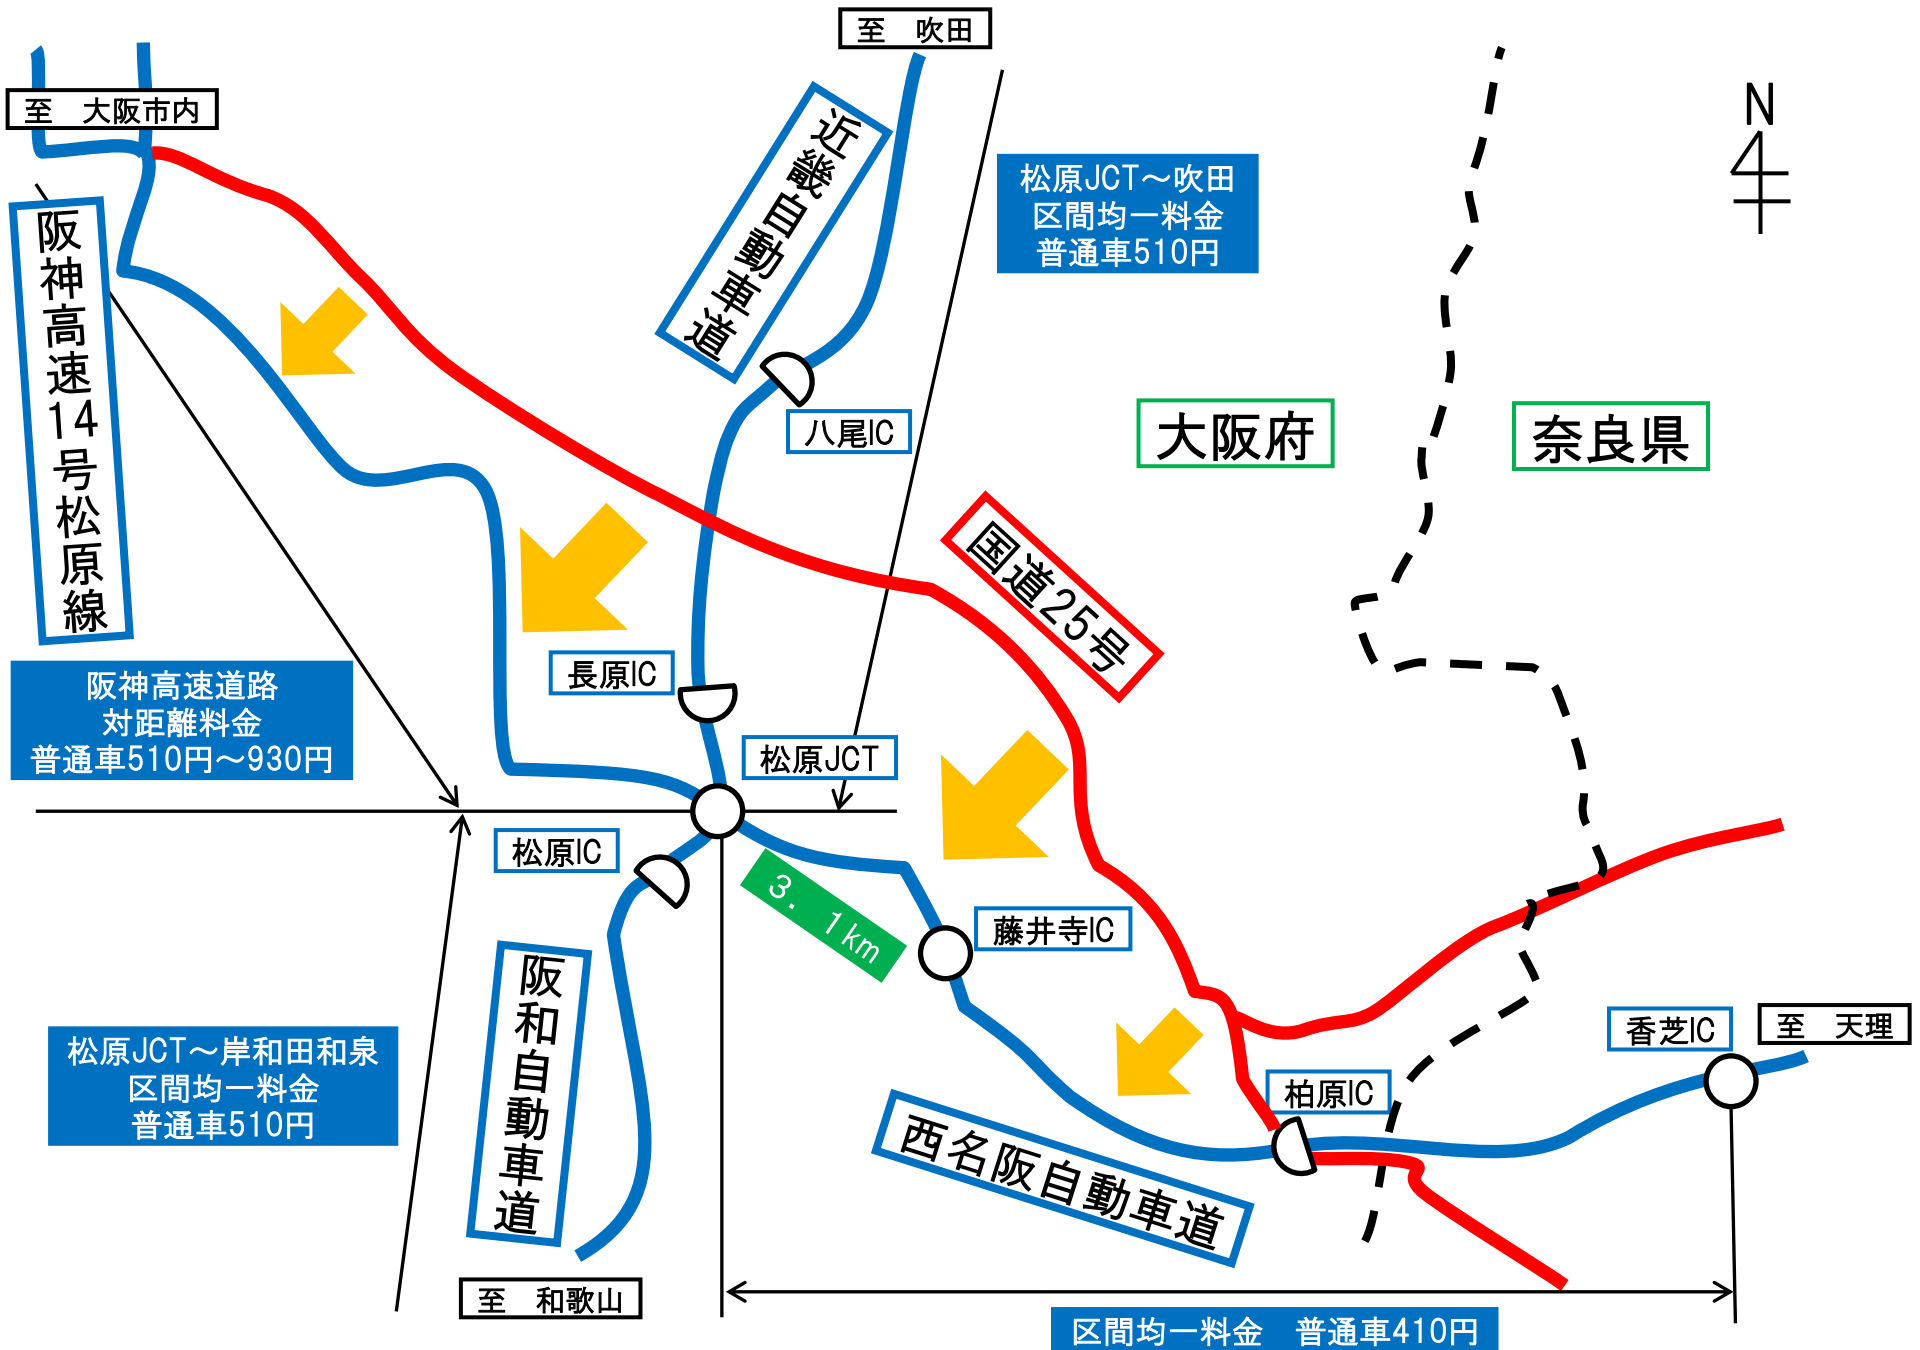 至　吹田
至　大阪市内
N
近畿自動車道
松原JCT～吹田
区間均一料金
普通車510円
阪神高速14号松原線
八尾IC
大阪府
奈良県
国道25号
長原IC
阪神高速道路
対距離料金
普通車510円～930円
松原JCT
松原IC
3．1km
藤井寺IC
阪和自動車道
香芝IC
至　天理
松原JCT～岸和田和泉
区間均一料金
普通車510円
柏原IC
西名阪自動車道
至　和歌山
区間均一料金　普通車410円